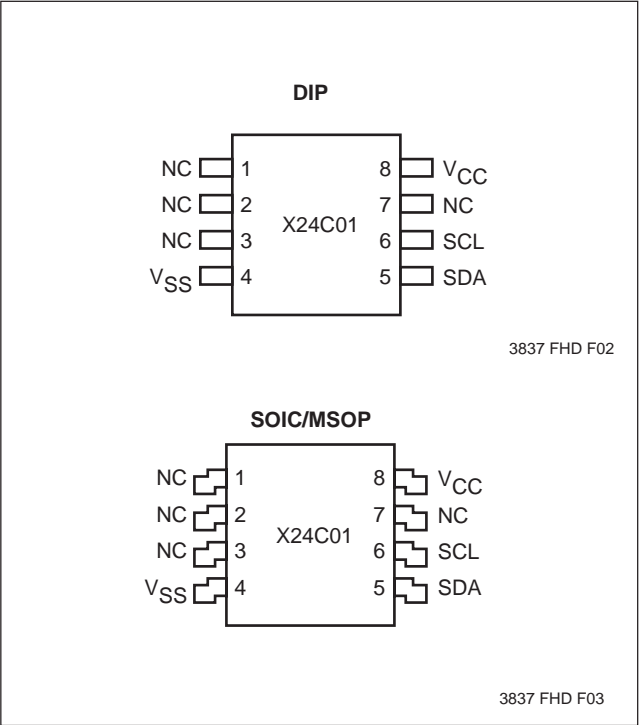 DIP
NC 1 8 VCC
NC 2 7 NC
X24C01
NC 3 6 SCL
VSS 4 5 SDA
3837 FHD F02
SOIC/MSOP
NC 1 8 VCC
NC 2 7 NC
X24C01
NC 3 6 SCL
VSS 4 5 SDA
3837 FHD F03